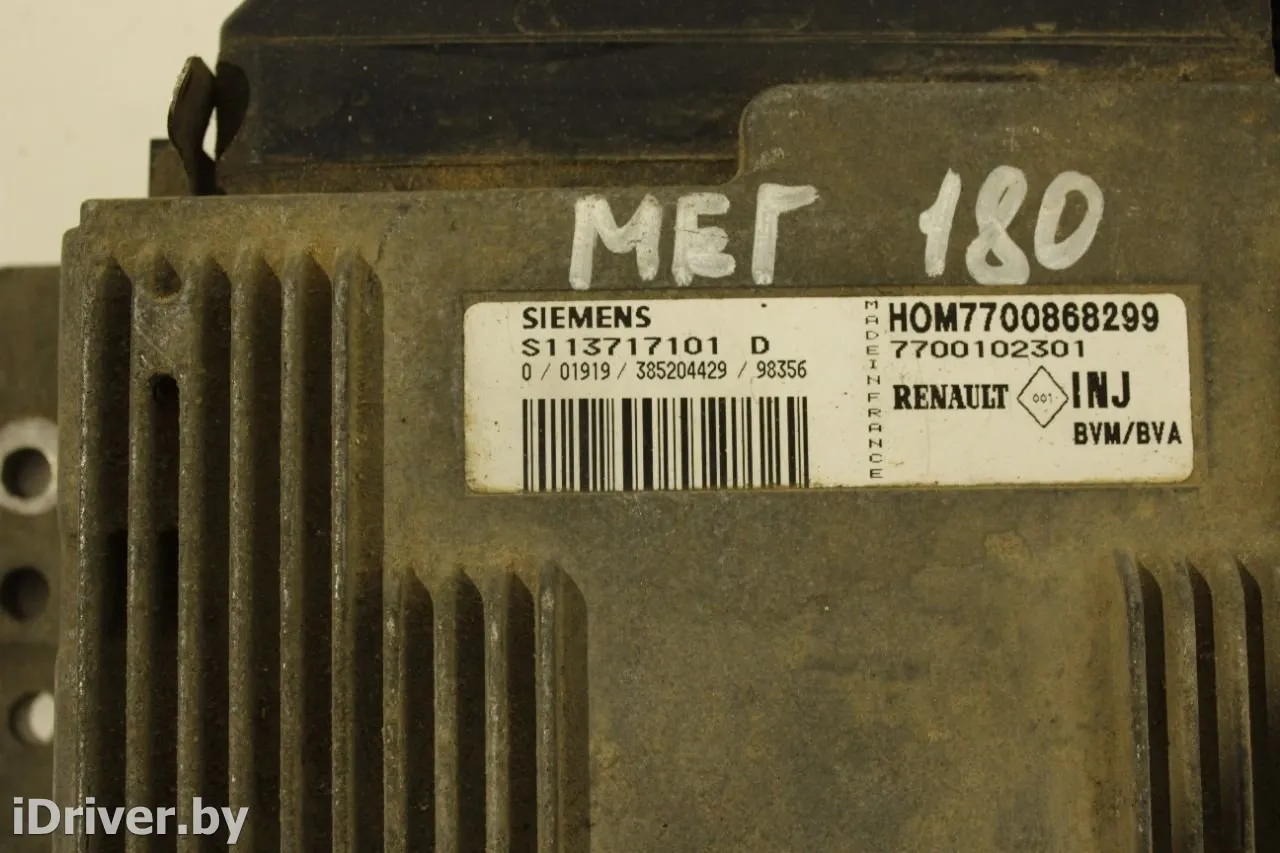 МЕГ 180
SIEMENS
S113717101 D
0 / 01919 / 385204429 / 98356
MADE IN FRANCE
HOM7700868299
7700102301
RENAULT 001 INJ
BVM/BVA
iDriver.by